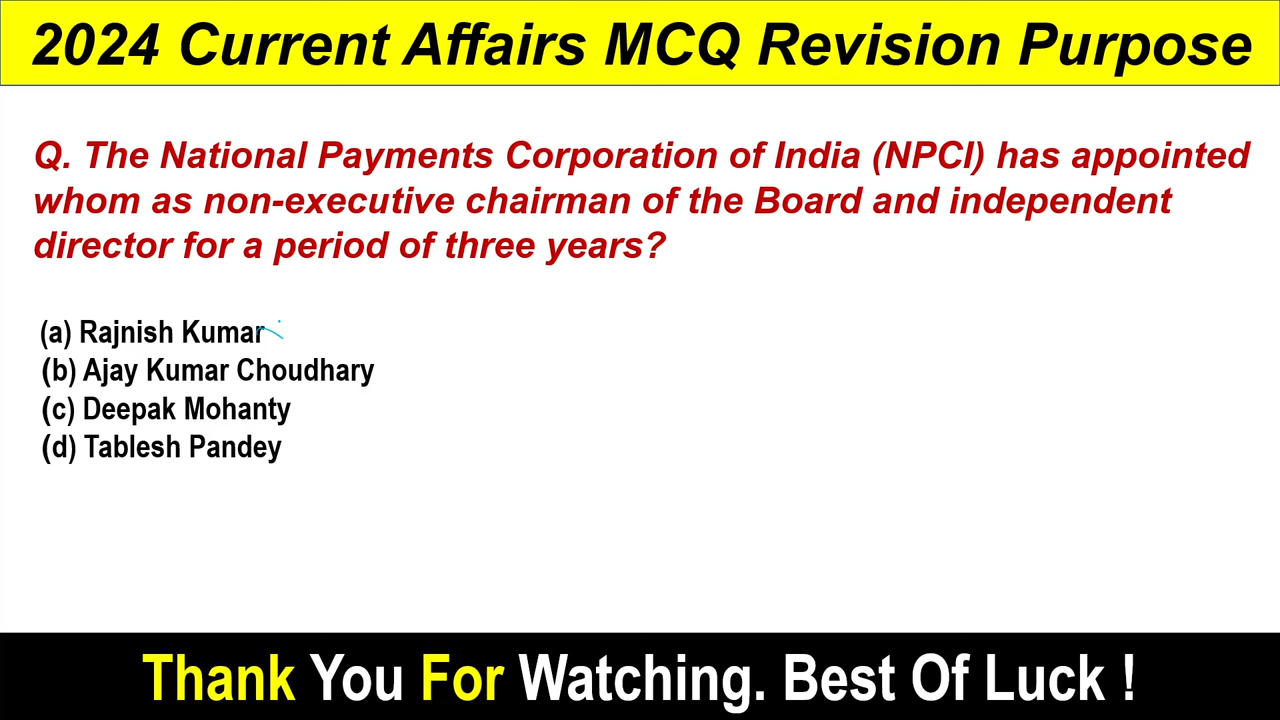 2024 Current Affairs MCQ Revision Purpose
Q. The National Payments Corporation of India (NPCI) has appointed
whom as non-executive chairman of the Board and independent
director for a period of three years?
(a) Rajnish Kumar
(b) Ajay Kumar Choudhary
(c) Deepak Mohanty
(d) Tablesh Pandey
Thank You For Watching. Best Of Luck !